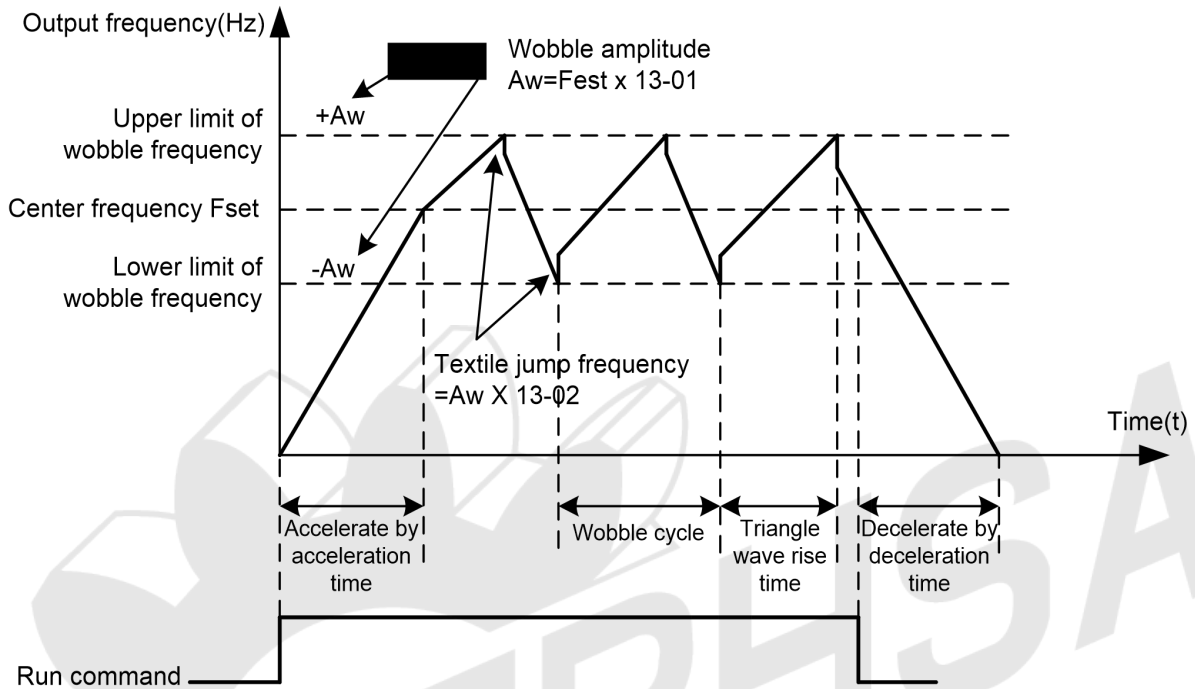 Output frequency(Hz)
Wobble amplitude
Aw=Fest x 13-01
+Aw
Upper limit of
wobble frequency
Center frequency Fset
-Aw
Lower limit of
wobble frequency
Textile jump frequency
=Aw X 13-02
Time(t)
Accelerate by
acceleration
time
Wobble cycle
Triangle
wave rise
time
Decelerate by
deceleration
time
Run command